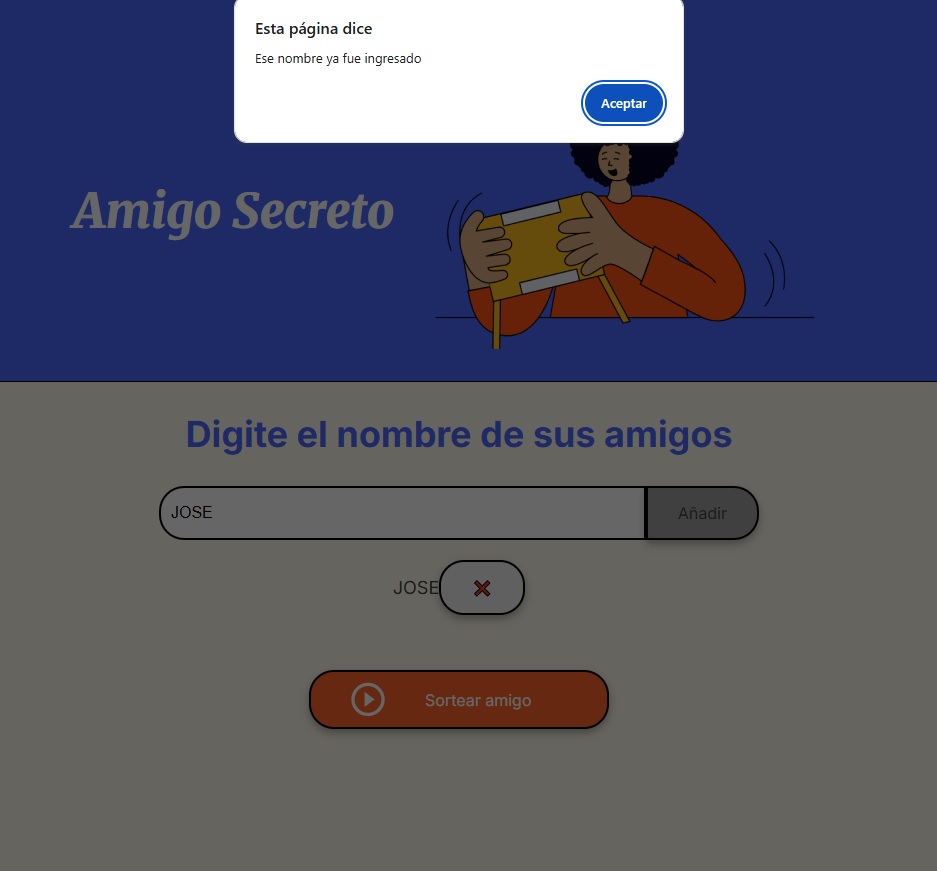 Esta página dice
Ese nombre ya fue ingresado
Aceptar
Amigo Secreto
Digite el nombre de sus amigos
JOSE
Añadir
JOSE
Sortear amigo